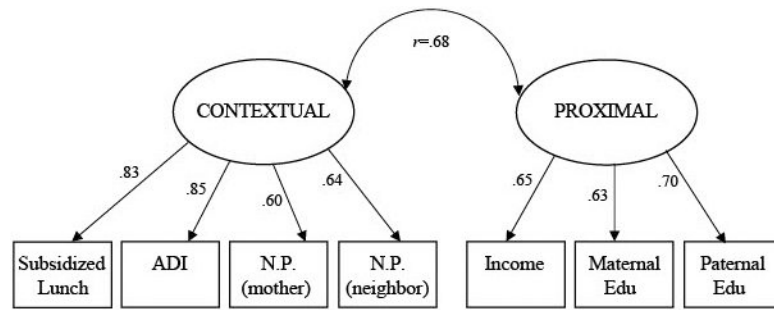 r=.68
CONTEXTUAL
PROXIMAL
.83
.85
.60
.64
.65
.63
.70
Subsidized
Lunch
ADI
N.P.
(mother)
N.P.
(neighbor)
Income
Maternal
Edu
Paternal
Edu